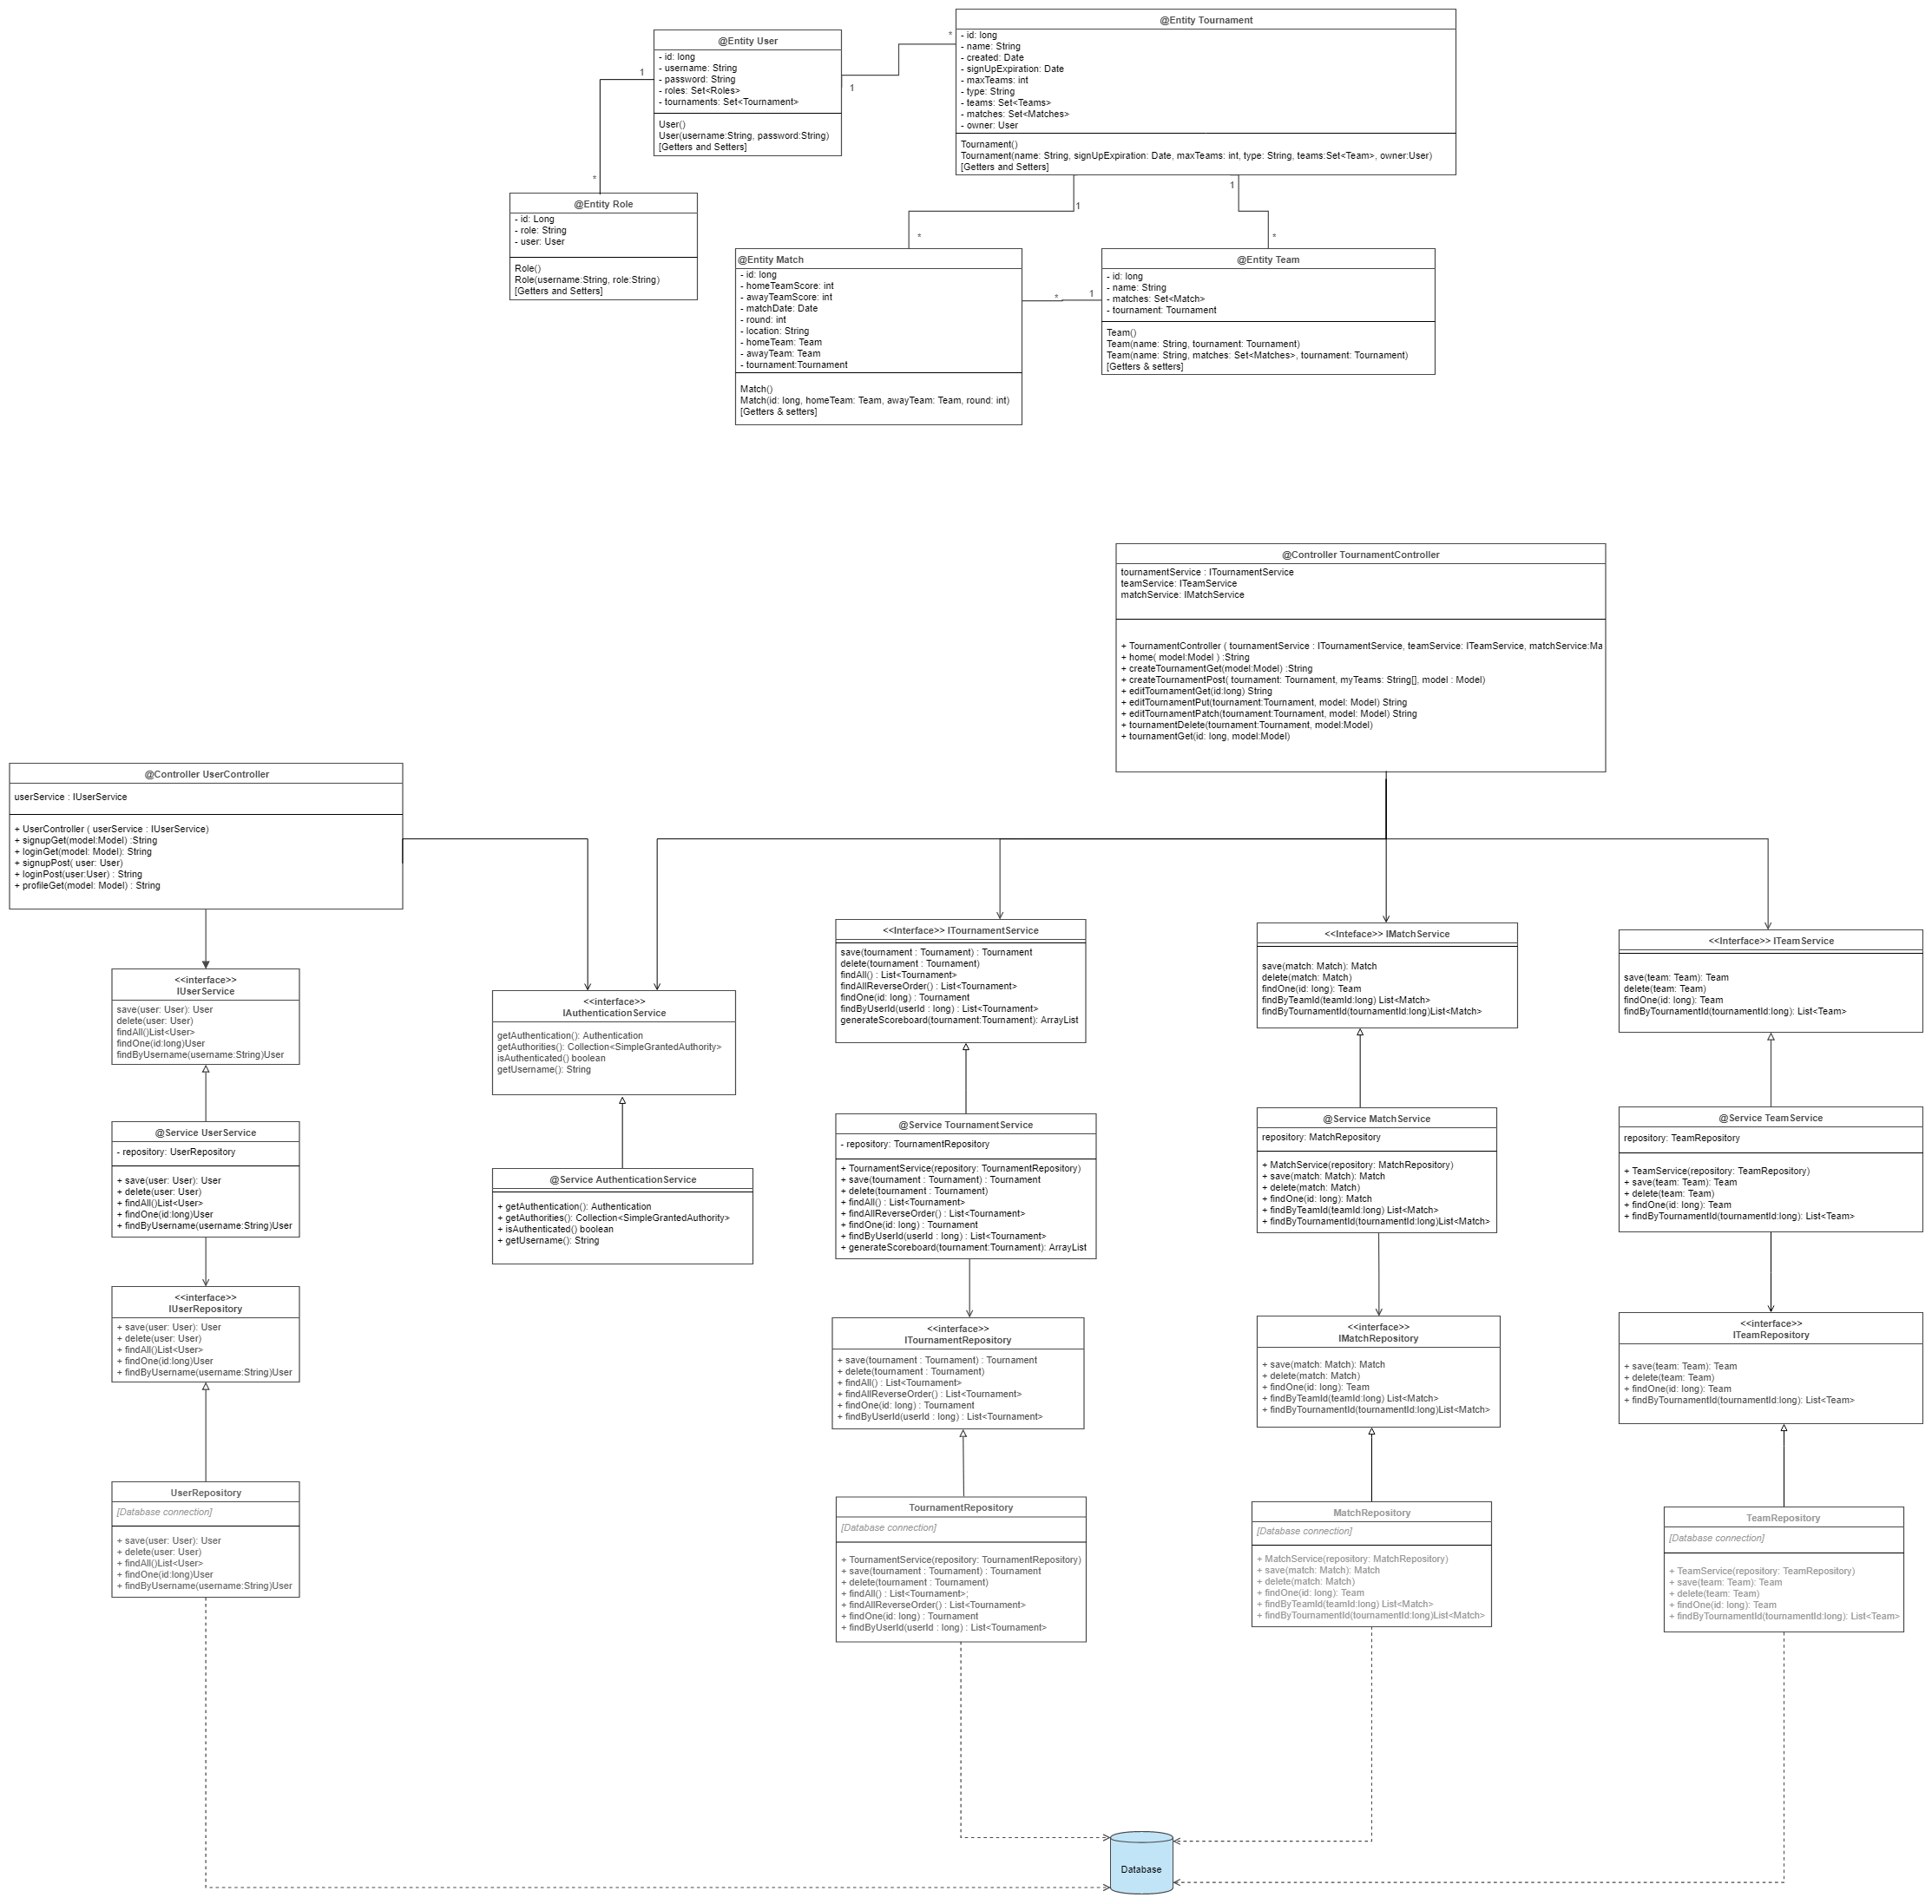 @Entity Tournament
- id: long
- name: String
- created: Date
- signUpExpiration: Date
- maxTeams: int
- type: String
- teams: Set<Teams>
- matches: Set<Matches>
- owner: User
Tournament()
Tournament(name: String, signUpExpiration: Date, maxTeams: int, type: String, teams:Set<Team>, owner:User)
[Getters and Setters]
@Entity User
- id: long
- username: String
- password: String
- roles: Set<Roles>
- tournaments: Set<Tournament>
User()
User(username:String, password:String)
[Getters and Setters]
*
1
1
*
1
1
*
*
*
1
@Entity Role
- id: Long
- role: String
- user: User
Role()
Role(username:String, role:String)
[Getters and Setters]
@Entity Match
- id: long
- homeTeamScore: int
- awayTeamScore: int
- matchDate: Date
- round: int
- location: String
- homeTeam: Team
- awayTeam: Team
- tournament:Tournament
Match()
Match(id: long, homeTeam: Team, awayTeam: Team, round: int)
[Getters & setters]
@Entity Team
- id: long
- name: String
- matches: Set<Match>
- tournament: Tournament
Team()
Team(name: String, tournament: Tournament)
Team(name: String, matches: Set<Matches>, tournament: Tournament)
[Getters & setters]
@Controller TournamentController
tournamentService : ITournamentService
teamService: ITeamService
matchService: IMatchService
+ TournamentController ( tournamentService : ITournamentService, teamService: ITeamService, matchService:Ma
+ home( model:Model ) :String
+ createTournamentGet(model:Model) :String
+ createTournamentPost( tournament: Tournament, myTeams: String[], model : Model)
+ editTournamentGet(id:long) String
+ editTournamentPut(tournament:Tournament, model: Model) String
+ editTournamentPatch(tournament:Tournament, model: Model) String
+ tournamentDelete(tournament:Tournament, model:Model)
+ tournamentGet(id: long, model:Model)
@Controller UserController
userService : IUserService
+ UserController ( userService : IUserService)
+ signupGet(model:Model) :String
+ loginGet(model: Model): String
+ signupPost( user: User)
+ loginPost(user:User) : String
+ profileGet(model: Model) : String
<<interface>>
IUserService
save(user: User): User
delete(user: User)
findAll()List<User>
findOne(id:long)User
findByUsername(username:String)User
<<interface>>
IAuthenticationService
getAuthentication(): Authentication
getAuthorities(): Collection<SimpleGrantedAuthority>
isAuthenticated() boolean
getUsername(): String
<<Interface>> ITournamentService
save(tournament : Tournament) : Tournament
delete(tournament : Tournament)
findAll() : List<Tournament>
findAllReverseOrder() : List<Tournament>
findOne(id: long) : Tournament
findByUserId(userId : long) : List<Tournament>
generateScoreboard(tournament:Tournament): ArrayList
<<Inteface>> IMatchService
save(match: Match): Match
delete(match: Match)
findOne(id: long): Team
findByTeamId(teamId:long) List<Match>
findByTournamentId(tournamentId:long)List<Match>
<<Interface>> ITeamService
save(team: Team): Team
delete(team: Team)
findOne(id: long): Team
findByTournamentId(tournamentId:long): List<Team>
@Service UserService
- repository: UserRepository
+ save(user: User): User
+ delete(user: User)
+ findAll()List<User>
+ findOne(id:long)User
+ findByUsername(username:String)User
@Service AuthenticationService
+ getAuthentication(): Authentication
+ getAuthorities(): Collection<SimpleGrantedAuthority>
+ isAuthenticated() boolean
+ getUsername(): String
@Service TournamentService
- repository: TournamentRepository
+ TournamentService(repository: TournamentRepository)
+ save(tournament : Tournament) : Tournament
+ delete(tournament : Tournament)
+ findAll() : List<Tournament>
+ findAllReverseOrder() : List<Tournament>
+ findOne(id: long) : Tournament
+ findByUserId(userId : long) : List<Tournament>
+ generateScoreboard(tournament:Tournament): ArrayList
@Service MatchService
repository: MatchRepository
+ MatchService(repository: MatchRepository)
+ save(match: Match): Match
+ delete(match: Match)
+ findOne(id: long): Match
+ findByTeamId(teamId:long) List<Match>
+ findByTournamentId(tournamentId:long)List<Match>
@Service TeamService
repository: TeamRepository
+ TeamService(repository: TeamRepository)
+ save(team: Team): Team
+ delete(team: Team)
+ findOne(id: long): Team
+ findByTournamentId(tournamentId:long): List<Team>
<<interface>>
IUserRepository
+ save(user: User): User
+ delete(user: User)
+ findAll()List<User>
+ findOne(id:long)User
+ findByUsername(username:String)User
<<interface>>
ITournamentRepository
+ save(tournament : Tournament) : Tournament
+ delete(tournament : Tournament)
+ findAll() : List<Tournament>
+ findAllReverseOrder() : List<Tournament>
+ findOne(id: long) : Tournament
+ findByUserId(userId : long) : List<Tournament>
<<interface>>
IMatchRepository
+ save(match: Match): Match
+ delete(match: Match)
+ findOne(id: long): Team
+ findByTeamId(teamId:long) List<Match>
+ findByTournamentId(tournamentId:long)List<Match>
<<interface>>
ITeamRepository
+ save(team: Team): Team
+ delete(team: Team)
+ findOne(id: long): Team
+ findByTournamentId(tournamentId:long): List<Team>
UserRepository
[Database connection]
+ save(user: User): User
+ delete(user: User)
+ findAll()List<User>
+ findOne(id:long)User
+ findByUsername(username:String)User
TournamentRepository
[Database connection]
+ TournamentService(repository: TournamentRepository)
+ save(tournament : Tournament) : Tournament
+ delete(tournament : Tournament)
+ findAll() : List<Tournament>;
+ findAllReverseOrder() : List<Tournament>
+ findOne(id: long) : Tournament
+ findByUserId(userId : long) : List<Tournament>
MatchRepository
[Database connection]
+ MatchService(repository: MatchRepository)
+ save(match: Match): Match
+ delete(match: Match)
+ findOne(id: long): Team
+ findByTeamId(teamId:long) List<Match>
+ findByTournamentId(tournamentId:long)List<Match>
TeamRepository
[Database connection]
+ TeamService(repository: TeamRepository)
+ save(team: Team): Team
+ delete(team: Team)
+ findOne(id: long): Team
+ findByTournamentId(tournamentId:long): List<Team>
Database